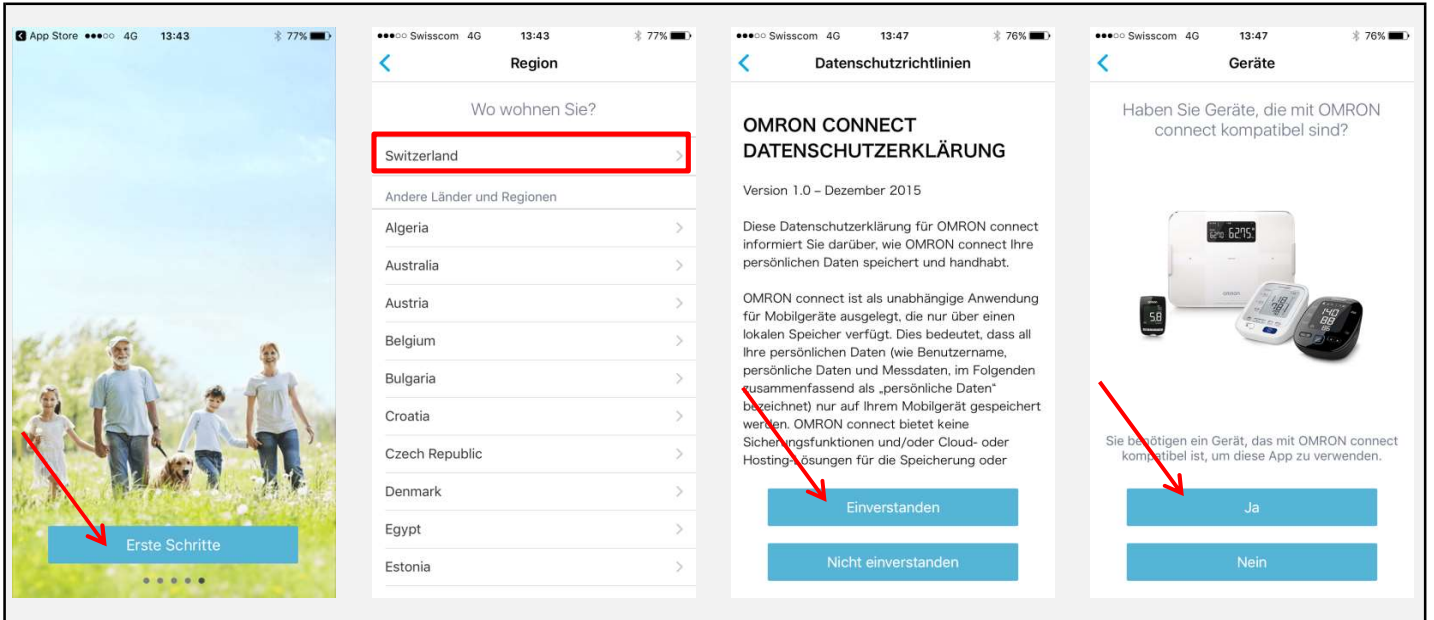 App Store 4G 13:43 77%
Erste Schritte
Swisscom 4G 13:43 77%
Region
Wo wohnen Sie?
Switzerland
Andere Länder und Regionen
Algeria
Australia
Austria
Belgium
Bulgaria
Croatia
Czech Republic
Denmark
Egypt
Estonia
Swisscom 4G 13:47 76%
Datenschutzrichtlinien
OMRON CONNECT
DATENSCHUTZERKLÄRUNG
Version 1.0 – Dezember 2015
Diese Datenschutzerklärung für OMRON connect
informiert Sie darüber, wie OMRON connect Ihre
persönlichen Daten speichert und handhabt.
OMRON connect ist als unabhängige Anwendung
für Mobilgeräte ausgelegt, die nur über einen
lokalen Speicher verfügt. Dies bedeutet, dass all
Ihre persönlichen Daten (wie Benutzername,
persönliche Daten und Messdaten, im Folgenden
zusammenfassend als „persönliche Daten“
bezeichnet) nur auf Ihrem Mobilgerät gespeichert
werden. OMRON connect bietet keine
Sicherungsfunktionen und/oder Cloud- oder
Hosting-Lösungen für die Speicherung oder
Einverstanden
Nicht einverstanden
Swisscom 4G 13:47 76%
Geräte
Haben Sie Geräte, die mit OMRON
connect kompatibel sind?
OMRON
5.8
Sie benötigen ein Gerät, das mit OMRON connect
kompatibel ist, um diese App zu verwenden.
Ja
Nein